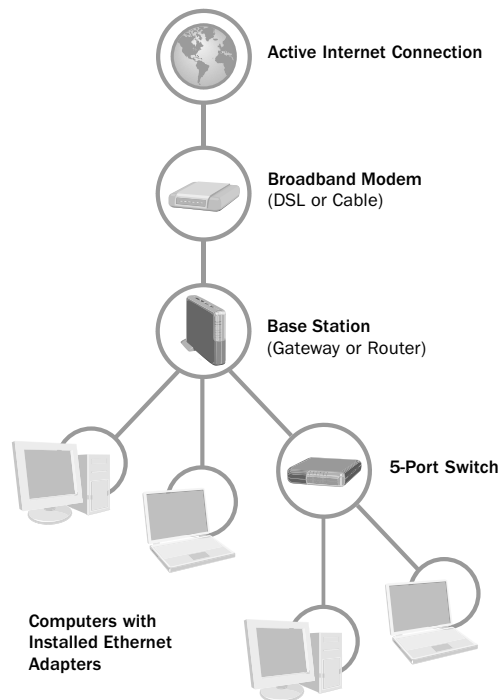 Active Internet Connection
Broadband Modem
(DSL or Cable)
Base Station
(Gateway or Router)
5-Port Switch
Computers with
Installed Ethernet
Adapters